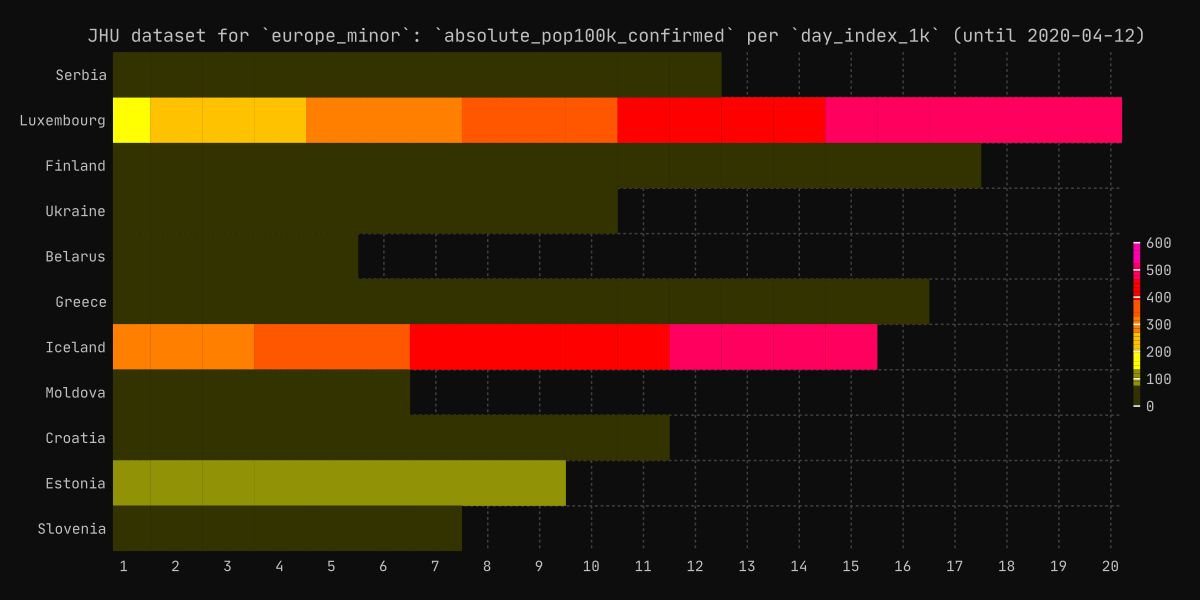 JHU dataset for `europe_minor`: `absolute_pop100k_confirmed` per `day_index_1k` (until 2020-04-12)
Serbia
Luxembourg
Finland
Ukraine
Belarus
Greece
Iceland
Moldova
Croatia
Estonia
Slovenia
1 2 3 4 5 6 7 8 9 10 11 12 13 14 15 16 17 18 19 20
600
500
400
300
200
100
0